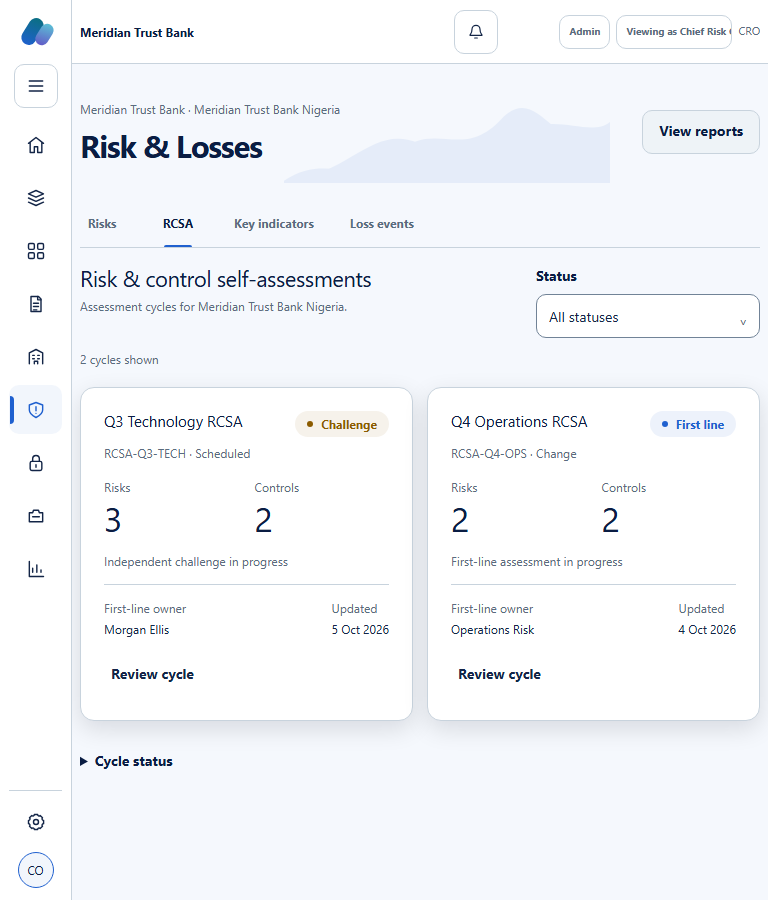 Meridian Trust Bank
Admin
Viewing as Chief Risk
CRO
Meridian Trust Bank · Meridian Trust Bank Nigeria
Risk & Losses
View reports
Risks
RCSA
Key indicators
Loss events
Risk & control self-assessments
Assessment cycles for Meridian Trust Bank Nigeria.
Status
All statuses
2 cycles shown
Q3 Technology RCSA
Challenge
RCSA-Q3-TECH · Scheduled
Risks
Controls
3
2
Independent challenge in progress
First-line owner
Updated
Morgan Ellis
5 Oct 2026
Review cycle
Q4 Operations RCSA
First line
RCSA-Q4-OPS · Change
Risks
Controls
2
2
First-line assessment in progress
First-line owner
Updated
Operations Risk
4 Oct 2026
Review cycle
Cycle status
CO